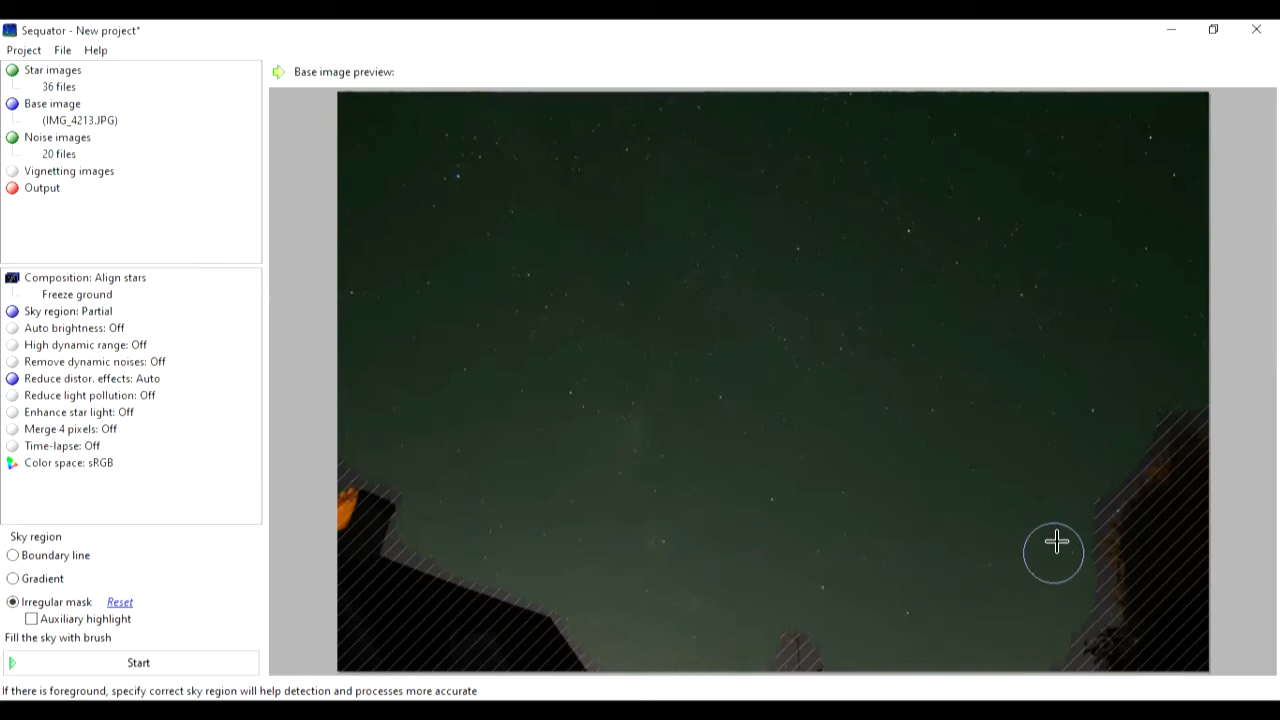 Sequator - New project*
Project File Help
Star images
36 files
Base image
(IMG_4213.JPG)
Noise images
20 files
Vignetting images
Output
Base image preview:
Composition: Align stars
Freeze ground
Sky region: Partial
Auto brightness: Off
High dynamic range: Off
Remove dynamic noises: Off
Reduce distor. effects: Auto
Reduce light pollution: Off
Enhance star light: Off
Merge 4 pixels: Off
Time-lapse: Off
Color space: sRGB
Sky region
Boundary line
Gradient
Irregular mask Reset
Auxiliary highlight
Fill the sky with brush
Start
If there is foreground, specify correct sky region will help detection and processes more accurate